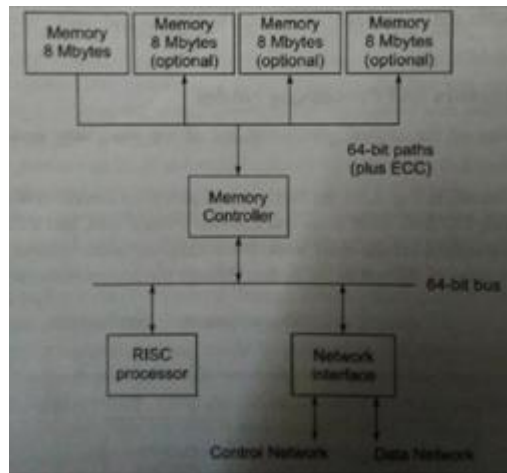 Memory
8 Mbytes
Memory
8 Mbytes
(optional)
Memory
8 Mbytes
(optional)
Memory
8 Mbytes
(optional)
64-bit paths
(plus ECC)
Memory
Controller
64-bit bus
RISC
processor
Network
interface
Control Network
Data Network